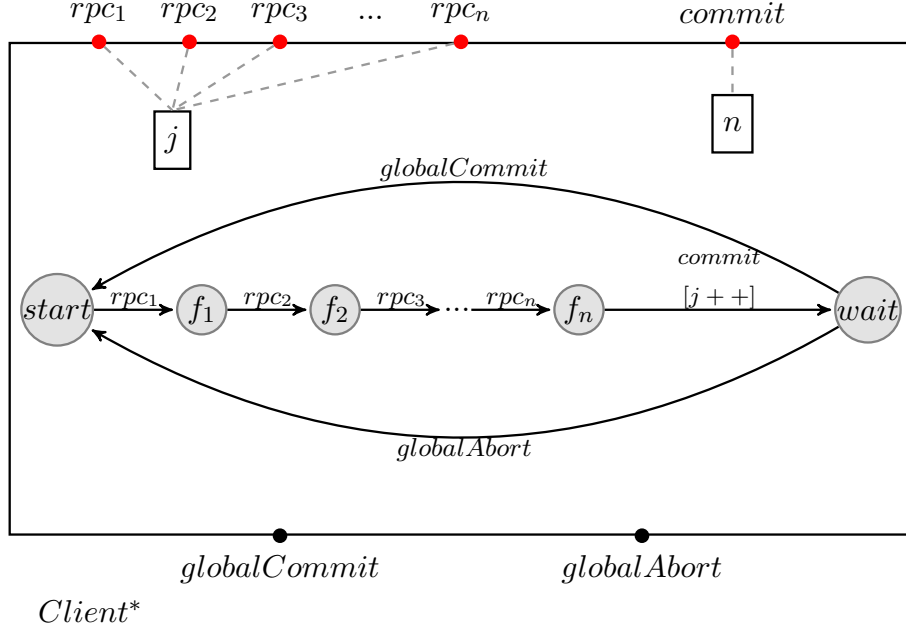 rpc₁ rpc₂ rpc₃ ... rpcₙ commit
j n
globalCommit
commit
start rpc₁ f₁ rpc₂ f₂ rpc₃ ... rpcₙ fₙ [j + +] wait
globalAbort
globalCommit globalAbort
Client*